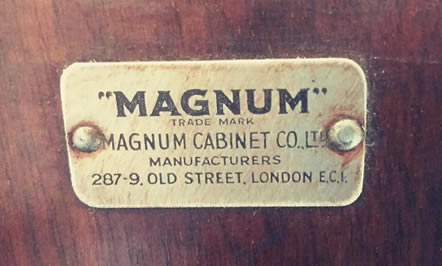 "MAGNUM"
TRADE MARK
MAGNUM CABINET CO., LTD
MANUFACTURERS
287-9, OLD STREET, LONDON E.C.1.